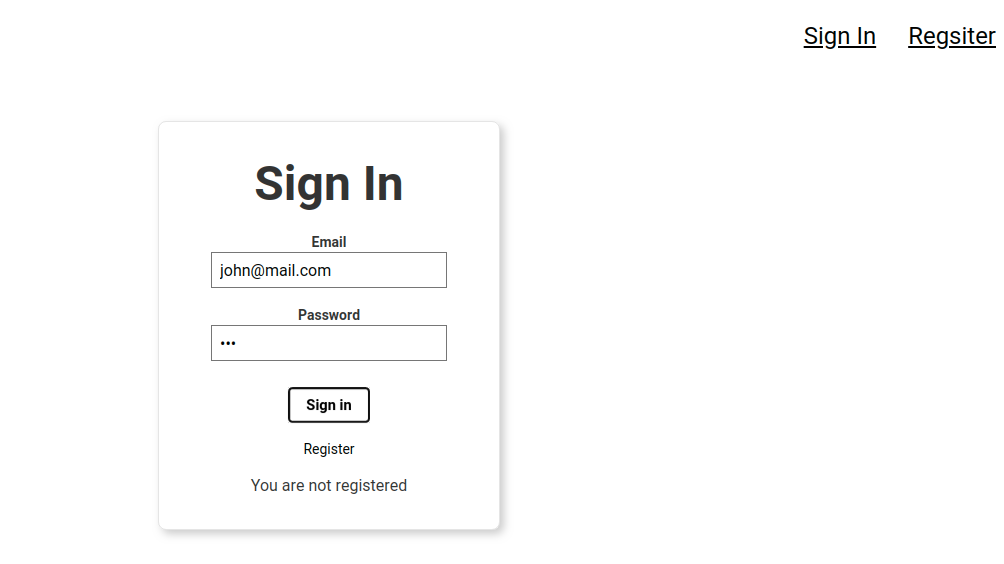 Sign In Regsiter
Sign In
Email
john@mail.com
Password
•••
Sign in
Register
You are not registered